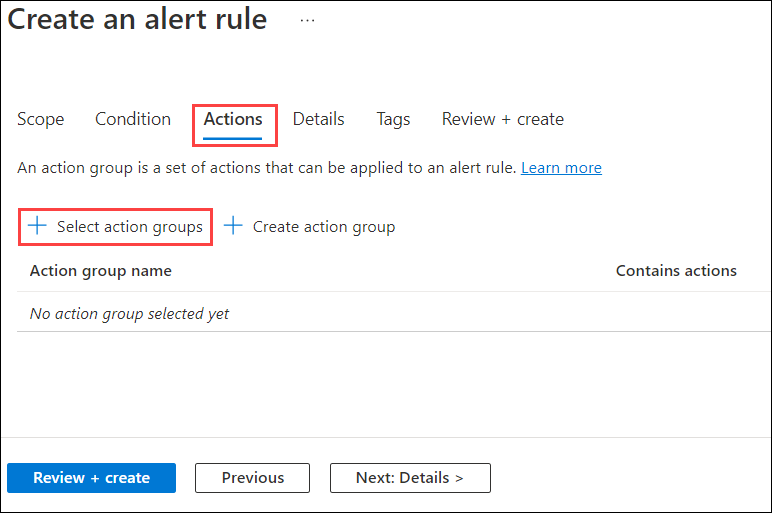 Create an alert rule ...
Scope Condition Actions Details Tags Review + create
An action group is a set of actions that can be applied to an alert rule. Learn more
+ Select action groups + Create action group
Action group name Contains actions
No action group selected yet
Review + create Previous Next: Details >